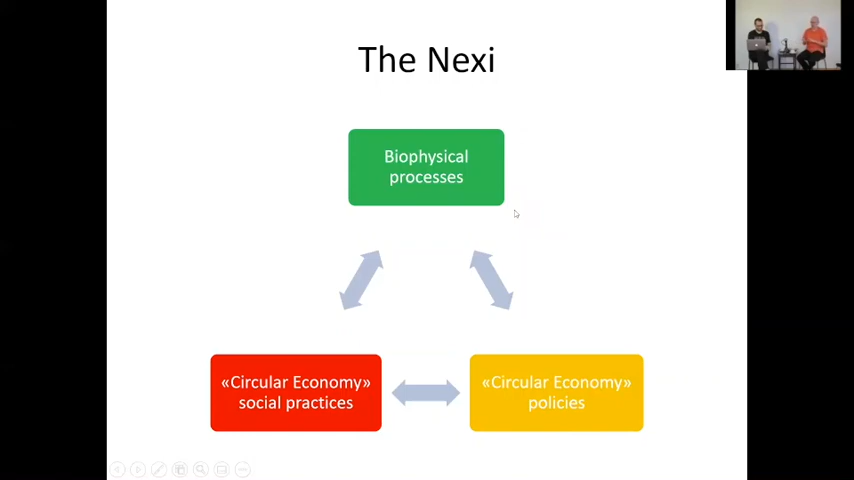 The Nexi
Biophysical
processes
«Circular Economy»
social practices
«Circular Economy»
policies